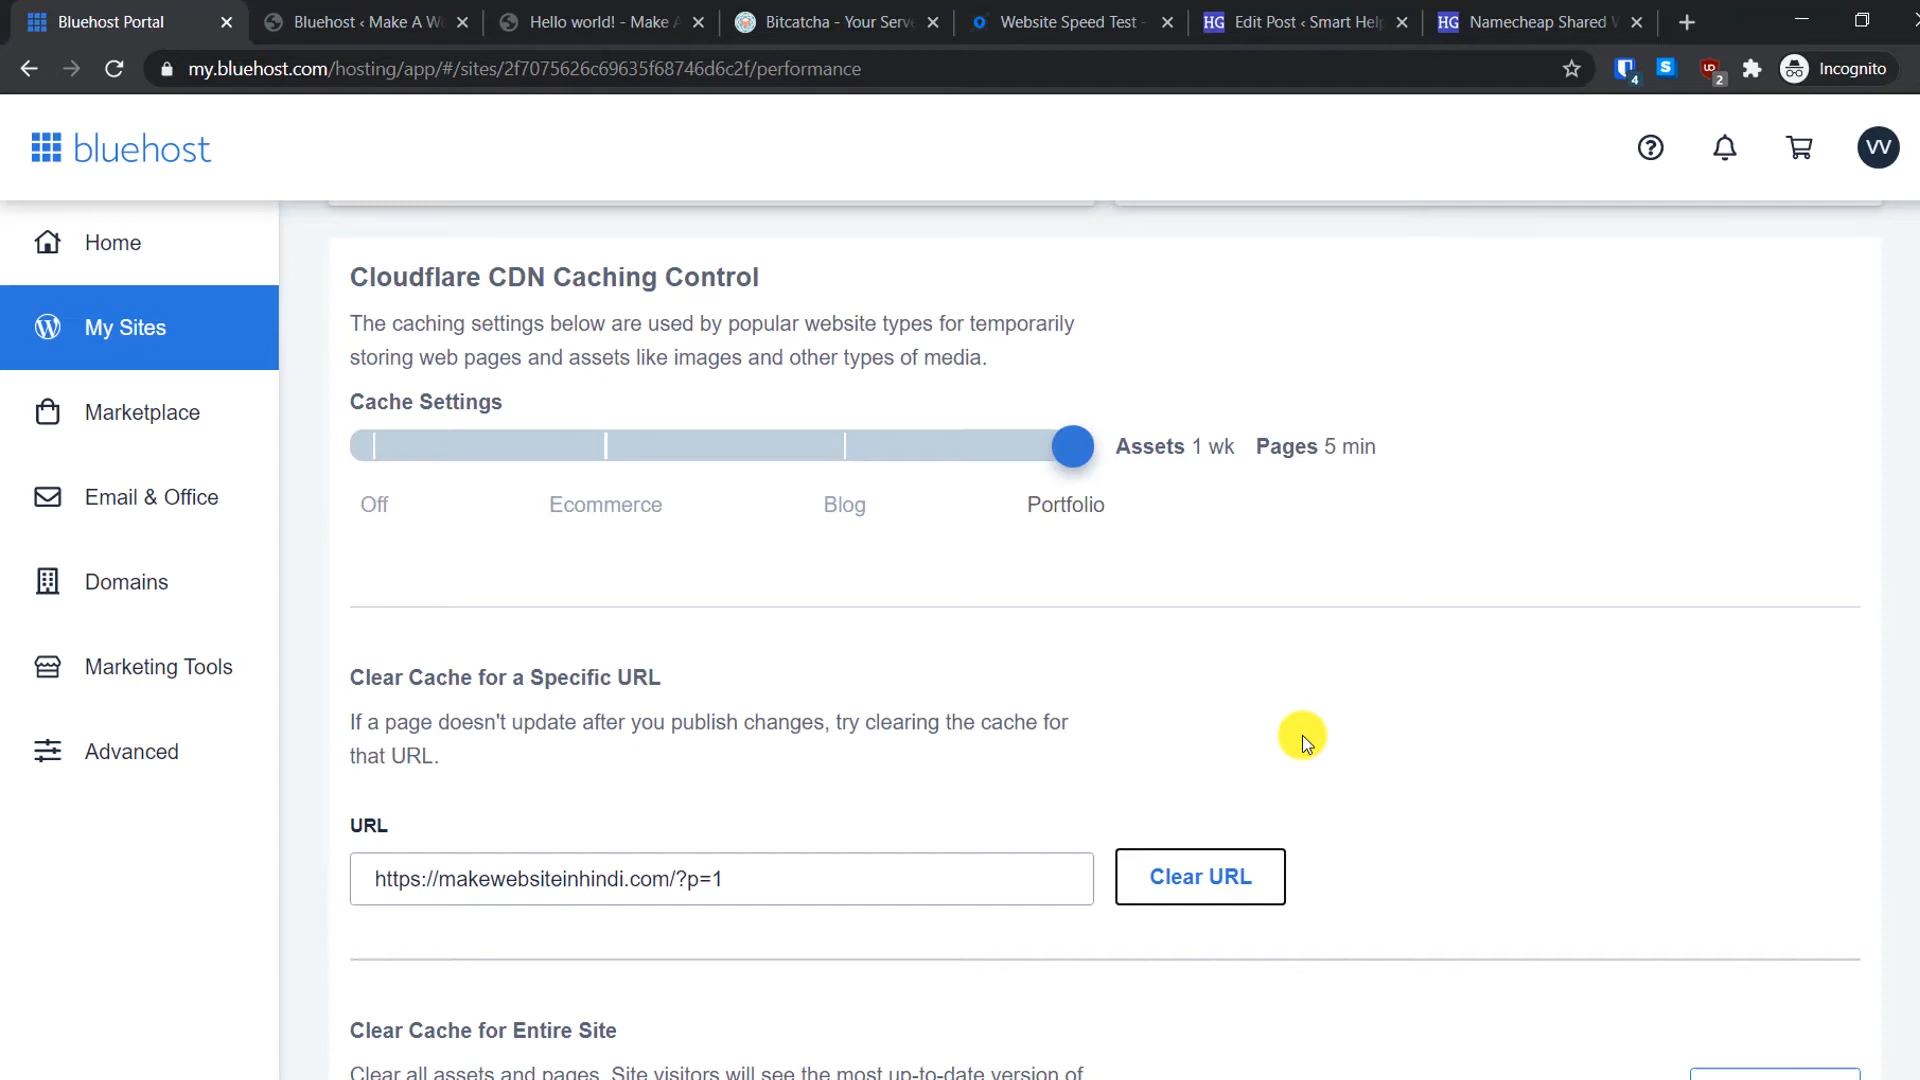 Bluehost Portal
Bluehost ‹ Make A W
Hello world! - Make A
Bitcatcha - Your Serv
Website Speed Test -
HG Edit Post ‹ Smart Help
HG Namecheap Shared W
my.bluehost.com/hosting/app/#/sites/2f7075626c69635f68746d6c2f/performance
4
S
2
Incognito
bluehost
VV
Home
My Sites
Marketplace
Email & Office
Domains
Marketing Tools
Advanced
Cloudflare CDN Caching Control
The caching settings below are used by popular website types for temporarily
storing web pages and assets like images and other types of media.
Cache Settings
Assets 1 wk Pages 5 min
Off Ecommerce Blog Portfolio
Clear Cache for a Specific URL
If a page doesn't update after you publish changes, try clearing the cache for
that URL.
URL
https://makewebsiteinhindi.com/?p=1
Clear URL
Clear Cache for Entire Site
Clear all assets and pages. Site visitors will see the most up-to-date version of